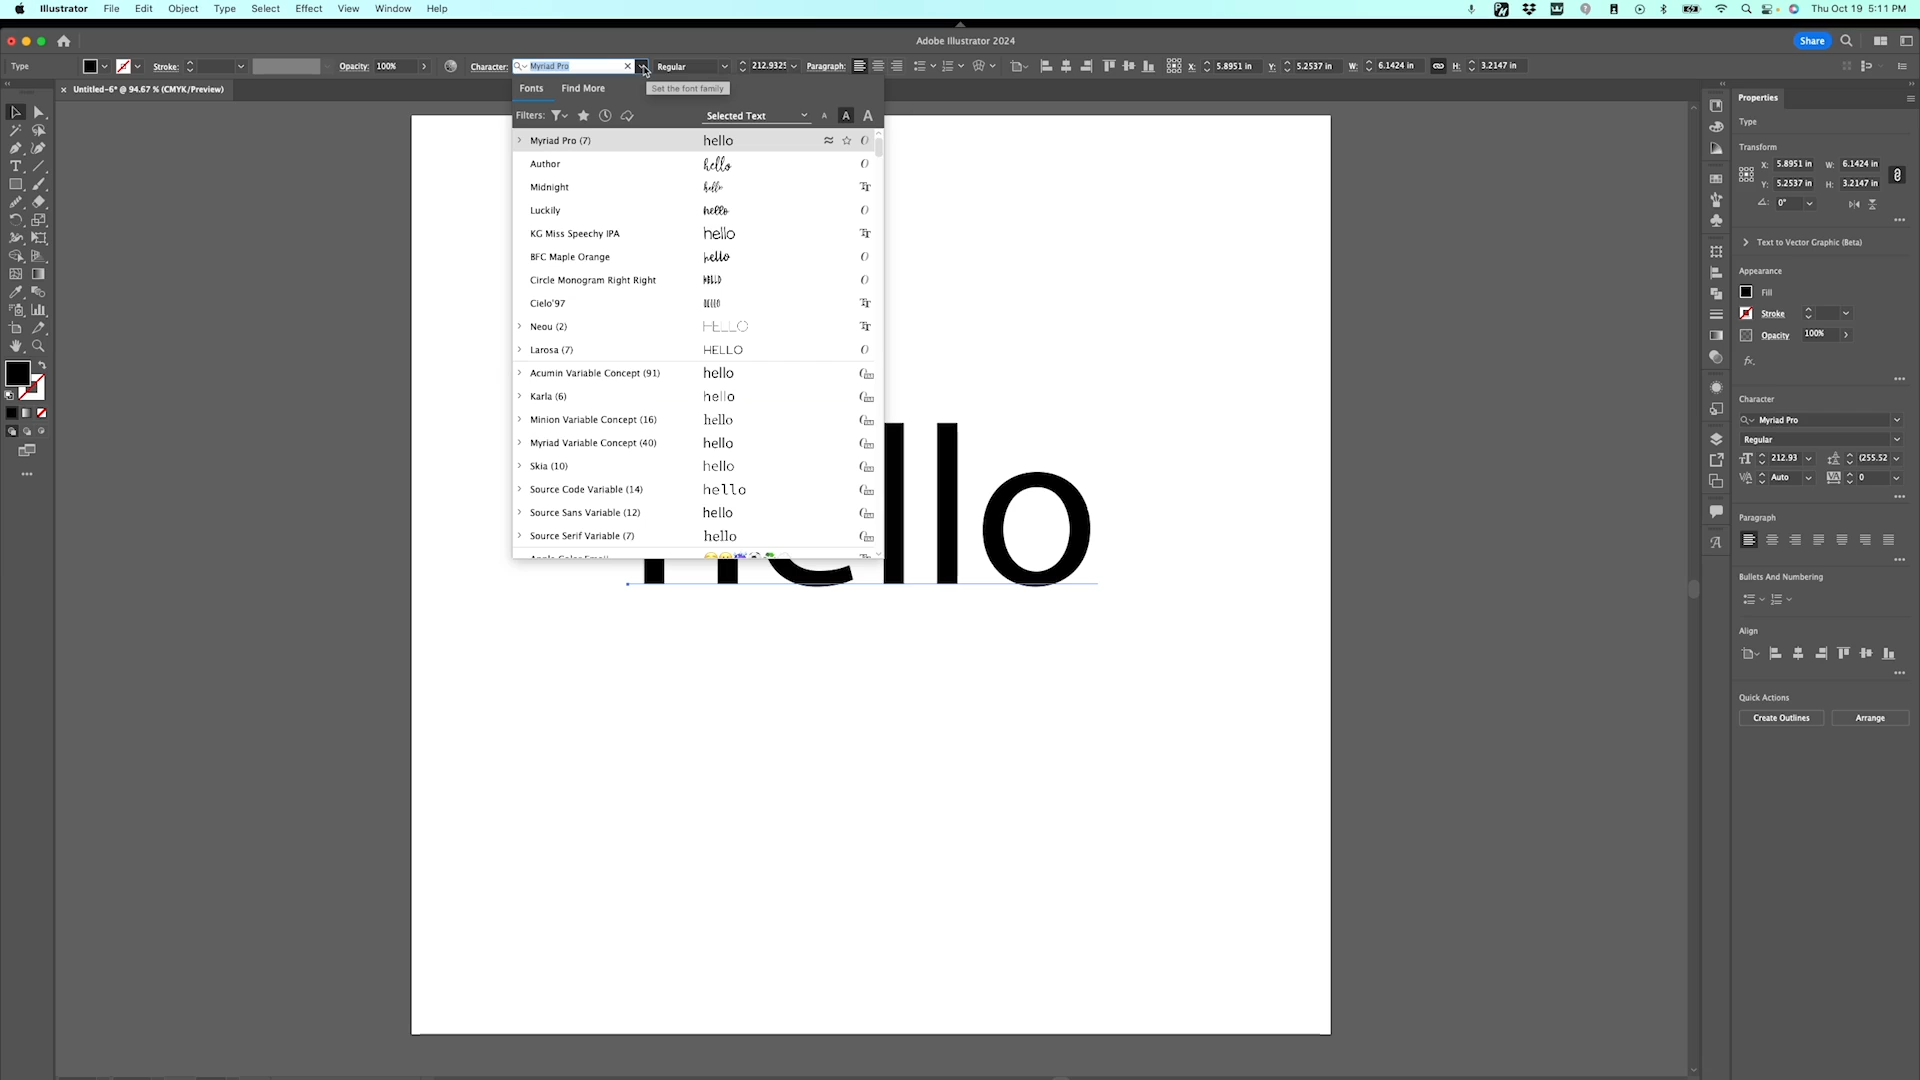 Illustrator File Edit Object Type Select Effect View Window Help
Thu Oct 19 5:11 PM
Adobe Illustrator 2024
Share
Type
Stroke:
Opacity: 100%
Character: Myriad Pro
Regular
Paragraph:
X: 5.8951 in
Y: 5.2537 in
W: 6.1424 in
H: 3.2147 in
× Untitled-6* @ 94.67 % (CMYK/Preview)
Fonts Find More
Set the font family
Filters:
Selected Text
A A A
Myriad Pro (7) hello
Author hello
Midnight hello
Luckily hello
KG Miss Speechy IPA hello
BFC Maple Orange hello
Circle Monogram Right Right HELLO
Cielo'97 HELLO
Neou (2) HELLO
Larosa (7) HELLO
Acumin Variable Concept (91) hello
Karla (6) hello
Minion Variable Concept (16) hello
Myriad Variable Concept (40) hello
Skia (10) hello
Source Code Variable (14) hello
Source Sans Variable (12) hello
Source Serif Variable (7) hello
Apple Color Emoji
hello
Properties
Type
Transform
X: 5.8951 in W: 6.1424 in
Y: 5.2537 in H: 3.2147 in
0°
Text to Vector Graphic (Beta)
Appearance
Fill
Stroke
Opacity 100%
fx.
Character
Myriad Pro
Regular
212.93 (255.52
Auto 0
Paragraph
Bullets And Numbering
Align
Quick Actions
Create Outlines Arrange